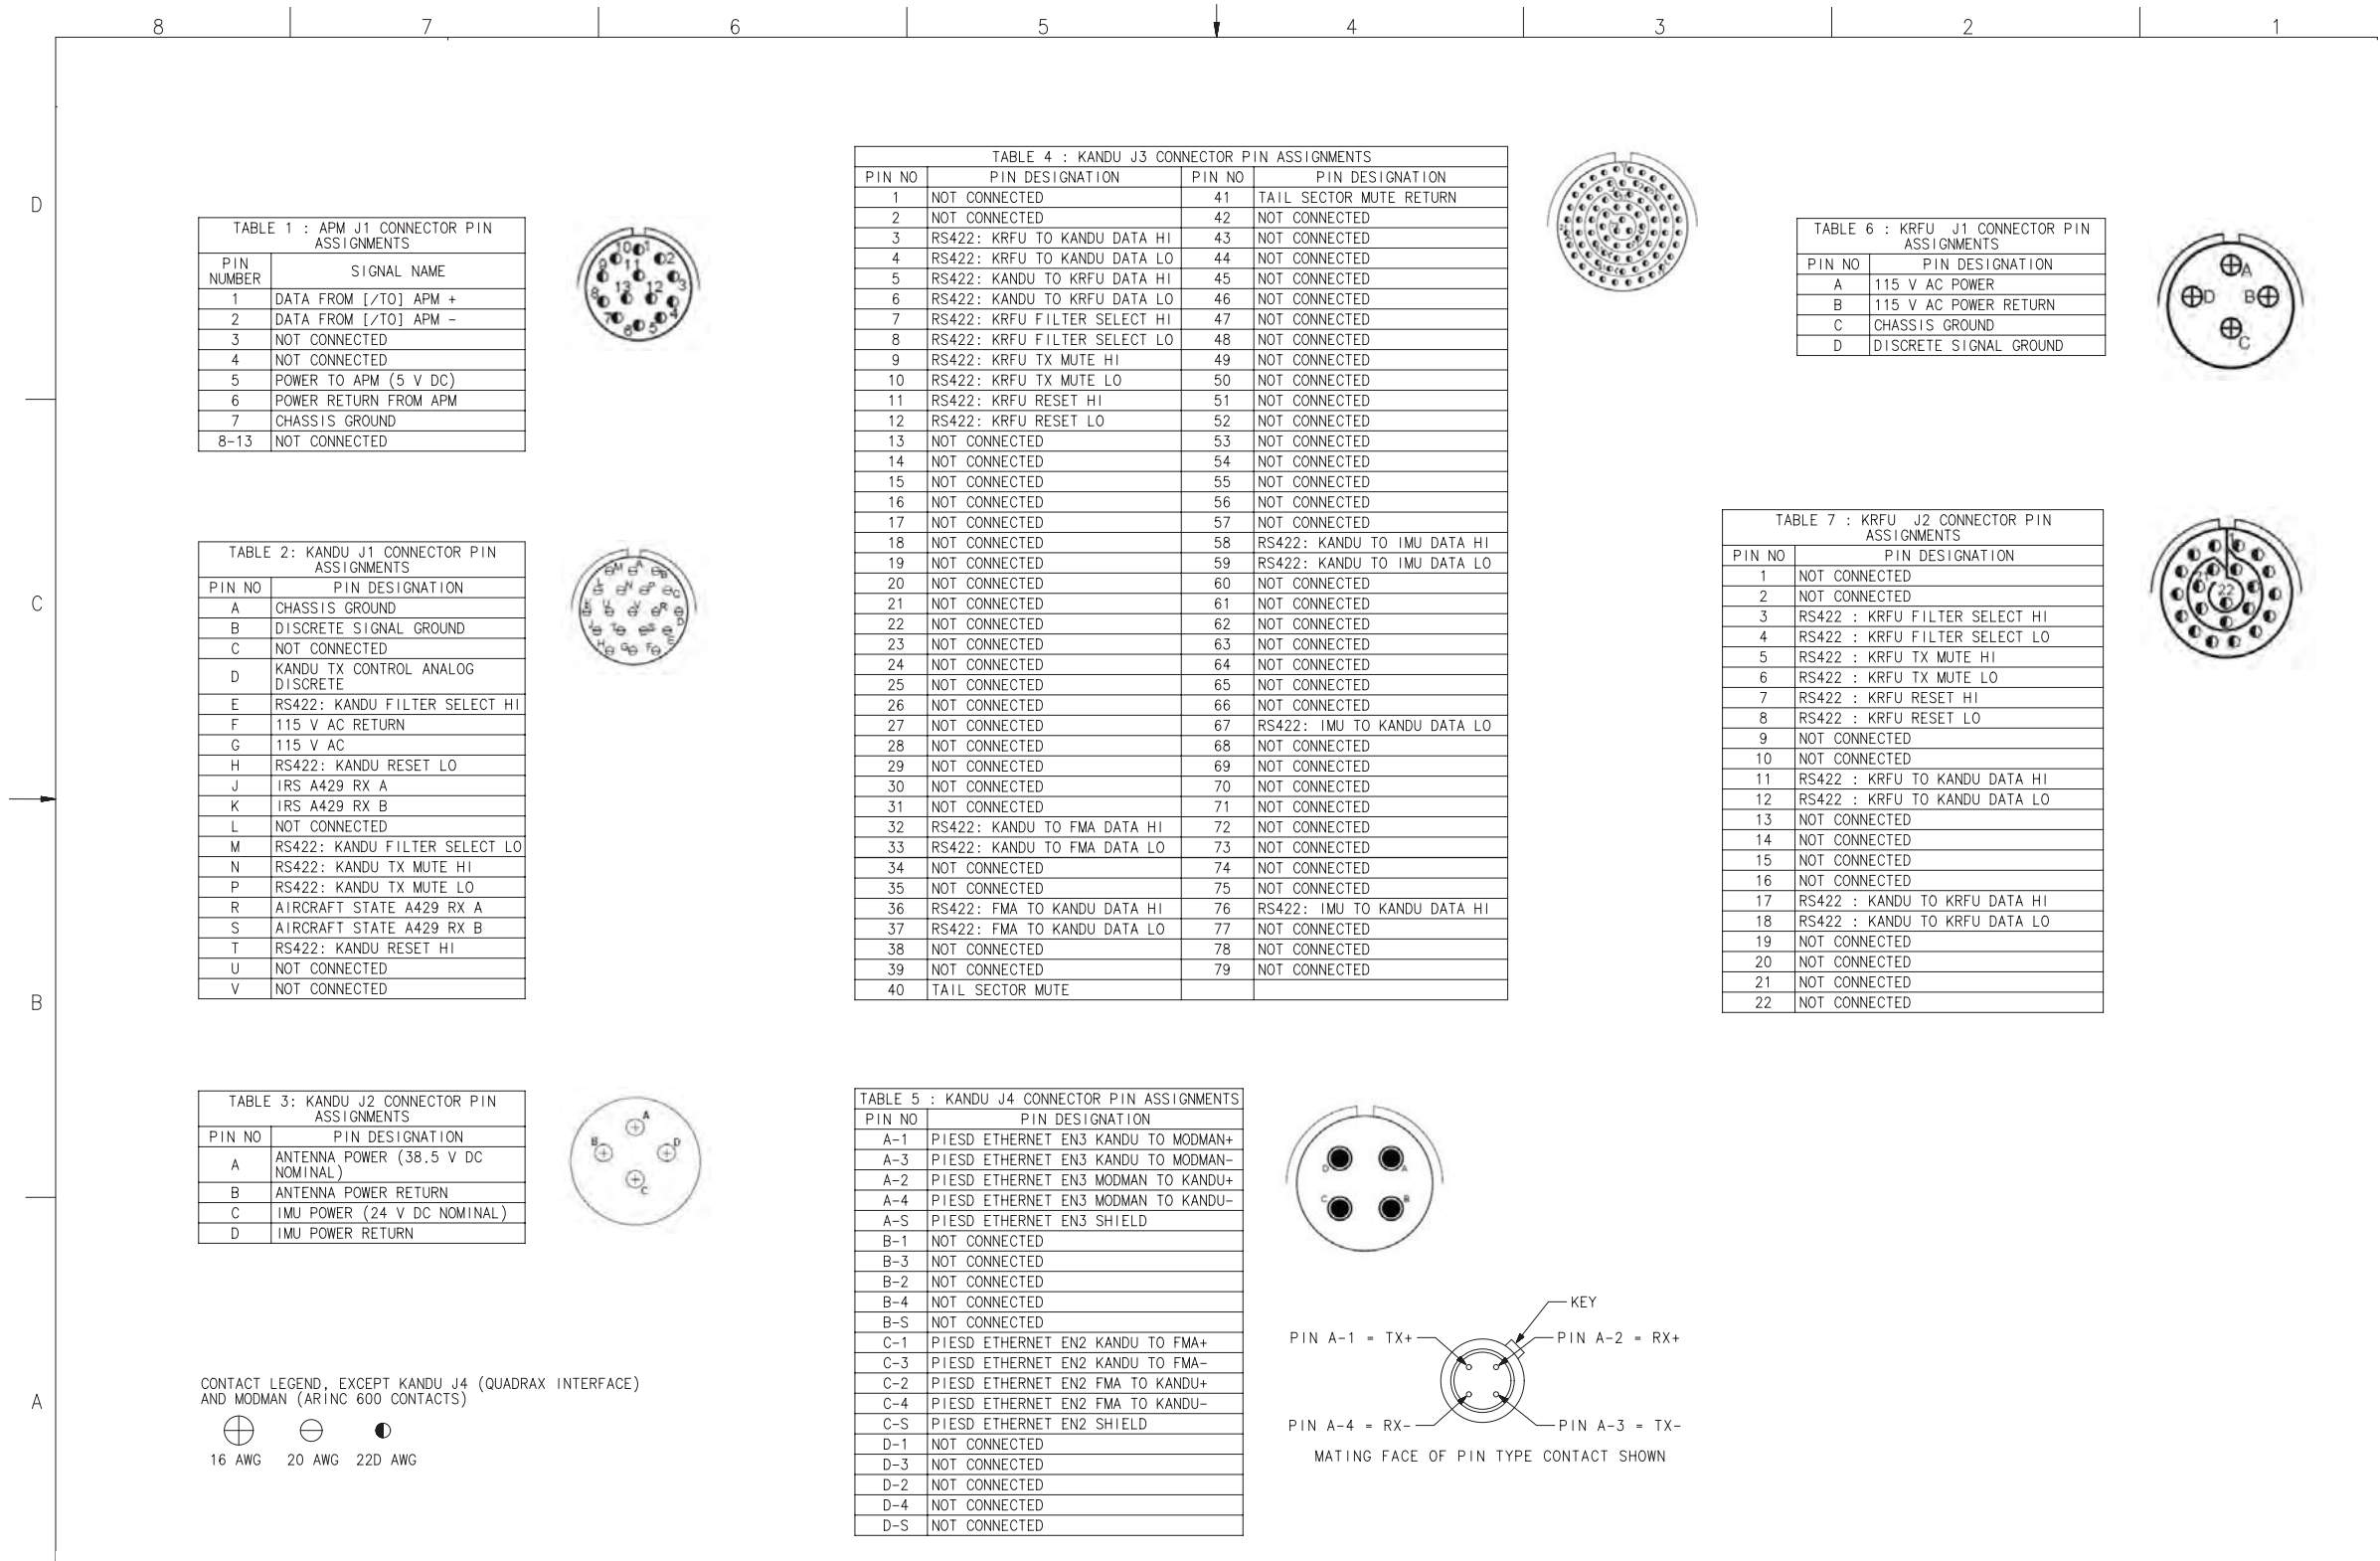 8 7 6 5 4 3 2 1
D
C
B
A
TABLE 1 : APM J1 CONNECTOR PIN
ASSIGNMENTS
PIN NUMBER SIGNAL NAME
1 DATA FROM [/TO] APM +
2 DATA FROM [/TO] APM -
3 NOT CONNECTED
4 NOT CONNECTED
5 POWER TO APM (5 V DC)
6 POWER RETURN FROM APM
7 CHASSIS GROUND
8-13 NOT CONNECTED
10 1
9 11 2
8 13 12 3
7 6 5 4
TABLE 2: KANDU J1 CONNECTOR PIN
ASSIGNMENTS
PIN NO PIN DESIGNATION
A CHASSIS GROUND
B DISCRETE SIGNAL GROUND
C NOT CONNECTED
D KANDU TX CONTROL ANALOG
DISCRETE
E RS422: KANDU FILTER SELECT HI
F 115 V AC RETURN
G 115 V AC
H RS422: KANDU RESET LO
J IRS A429 RX A
K IRS A429 RX B
L NOT CONNECTED
M RS422: KANDU FILTER SELECT LO
N RS422: KANDU TX MUTE HI
P RS422: KANDU TX MUTE LO
R AIRCRAFT STATE A429 RX A
S AIRCRAFT STATE A429 RX B
T RS422: KANDU RESET HI
U NOT CONNECTED
V NOT CONNECTED
M A B
L N P C
K U V R D
J T S E
H G F
TABLE 3: KANDU J2 CONNECTOR PIN
ASSIGNMENTS
PIN NO PIN DESIGNATION
A ANTENNA POWER (38.5 V DC
NOMINAL)
B ANTENNA POWER RETURN
C IMU POWER (24 V DC NOMINAL)
D IMU POWER RETURN
A
B D
C
CONTACT LEGEND, EXCEPT KANDU J4 (QUADRAX INTERFACE)
AND MODMAN (ARINC 600 CONTACTS)
16 AWG 20 AWG 22D AWG
TABLE 4 : KANDU J3 CONNECTOR PIN ASSIGNMENTS
PIN NO PIN DESIGNATION PIN NO PIN DESIGNATION
1 NOT CONNECTED 41 TAIL SECTOR MUTE RETURN
2 NOT CONNECTED 42 NOT CONNECTED
3 RS422: KRFU TO KANDU DATA HI 43 NOT CONNECTED
4 RS422: KRFU TO KANDU DATA LO 44 NOT CONNECTED
5 RS422: KANDU TO KRFU DATA HI 45 NOT CONNECTED
6 RS422: KANDU TO KRFU DATA LO 46 NOT CONNECTED
7 RS422: KRFU FILTER SELECT HI 47 NOT CONNECTED
8 RS422: KRFU FILTER SELECT LO 48 NOT CONNECTED
9 RS422: KRFU TX MUTE HI 49 NOT CONNECTED
10 RS422: KRFU TX MUTE LO 50 NOT CONNECTED
11 RS422: KRFU RESET HI 51 NOT CONNECTED
12 RS422: KRFU RESET LO 52 NOT CONNECTED
13 NOT CONNECTED 53 NOT CONNECTED
14 NOT CONNECTED 54 NOT CONNECTED
15 NOT CONNECTED 55 NOT CONNECTED
16 NOT CONNECTED 56 NOT CONNECTED
17 NOT CONNECTED 57 NOT CONNECTED
18 NOT CONNECTED 58 RS422: KANDU TO IMU DATA HI
19 NOT CONNECTED 59 RS422: KANDU TO IMU DATA LO
20 NOT CONNECTED 60 NOT CONNECTED
21 NOT CONNECTED 61 NOT CONNECTED
22 NOT CONNECTED 62 NOT CONNECTED
23 NOT CONNECTED 63 NOT CONNECTED
24 NOT CONNECTED 64 NOT CONNECTED
25 NOT CONNECTED 65 NOT CONNECTED
26 NOT CONNECTED 66 NOT CONNECTED
27 NOT CONNECTED 67 RS422: IMU TO KANDU DATA LO
28 NOT CONNECTED 68 NOT CONNECTED
29 NOT CONNECTED 69 NOT CONNECTED
30 NOT CONNECTED 70 NOT CONNECTED
31 NOT CONNECTED 71 NOT CONNECTED
32 RS422: KANDU TO FMA DATA HI 72 NOT CONNECTED
33 RS422: KANDU TO FMA DATA LO 73 NOT CONNECTED
34 NOT CONNECTED 74 NOT CONNECTED
35 NOT CONNECTED 75 NOT CONNECTED
36 RS422: FMA TO KANDU DATA HI 76 RS422: IMU TO KANDU DATA HI
37 RS422: FMA TO KANDU DATA LO 77 NOT CONNECTED
38 NOT CONNECTED 78 NOT CONNECTED
39 NOT CONNECTED 79 NOT CONNECTED
40 TAIL SECTOR MUTE
TABLE 5 : KANDU J4 CONNECTOR PIN ASSIGNMENTS
PIN NO PIN DESIGNATION
A-1 PIESD ETHERNET EN3 KANDU TO MODMAN+
A-3 PIESD ETHERNET EN3 KANDU TO MODMAN-
A-2 PIESD ETHERNET EN3 MODMAN TO KANDU+
A-4 PIESD ETHERNET EN3 MODMAN TO KANDU-
A-S PIESD ETHERNET EN3 SHIELD
B-1 NOT CONNECTED
B-3 NOT CONNECTED
B-2 NOT CONNECTED
B-4 NOT CONNECTED
B-S NOT CONNECTED
C-1 PIESD ETHERNET EN2 KANDU TO FMA+
C-3 PIESD ETHERNET EN2 KANDU TO FMA-
C-2 PIESD ETHERNET EN2 FMA TO KANDU+
C-4 PIESD ETHERNET EN2 FMA TO KANDU-
C-S PIESD ETHERNET EN2 SHIELD
D-1 NOT CONNECTED
D-3 NOT CONNECTED
D-2 NOT CONNECTED
D-4 NOT CONNECTED
D-S NOT CONNECTED
D A
C B
KEY
PIN A-1 = TX+ PIN A-2 = RX+
PIN A-4 = RX- PIN A-3 = TX-
MATING FACE OF PIN TYPE CONTACT SHOWN
TABLE 6 : KRFU J1 CONNECTOR PIN
ASSIGNMENTS
PIN NO PIN DESIGNATION
A 115 V AC POWER
B 115 V AC POWER RETURN
C CHASSIS GROUND
D DISCRETE SIGNAL GROUND
A
D B
C
TABLE 7 : KRFU J2 CONNECTOR PIN
ASSIGNMENTS
PIN NO PIN DESIGNATION
1 NOT CONNECTED
2 NOT CONNECTED
3 RS422 : KRFU FILTER SELECT HI
4 RS422 : KRFU FILTER SELECT LO
5 RS422 : KRFU TX MUTE HI
6 RS422 : KRFU TX MUTE LO
7 RS422 : KRFU RESET HI
8 RS422 : KRFU RESET LO
9 NOT CONNECTED
10 NOT CONNECTED
11 RS422 : KRFU TO KANDU DATA HI
12 RS422 : KRFU TO KANDU DATA LO
13 NOT CONNECTED
14 NOT CONNECTED
15 NOT CONNECTED
16 NOT CONNECTED
17 RS422 : KANDU TO KRFU DATA HI
18 RS422 : KANDU TO KRFU DATA LO
19 NOT CONNECTED
20 NOT CONNECTED
21 NOT CONNECTED
22 NOT CONNECTED
22